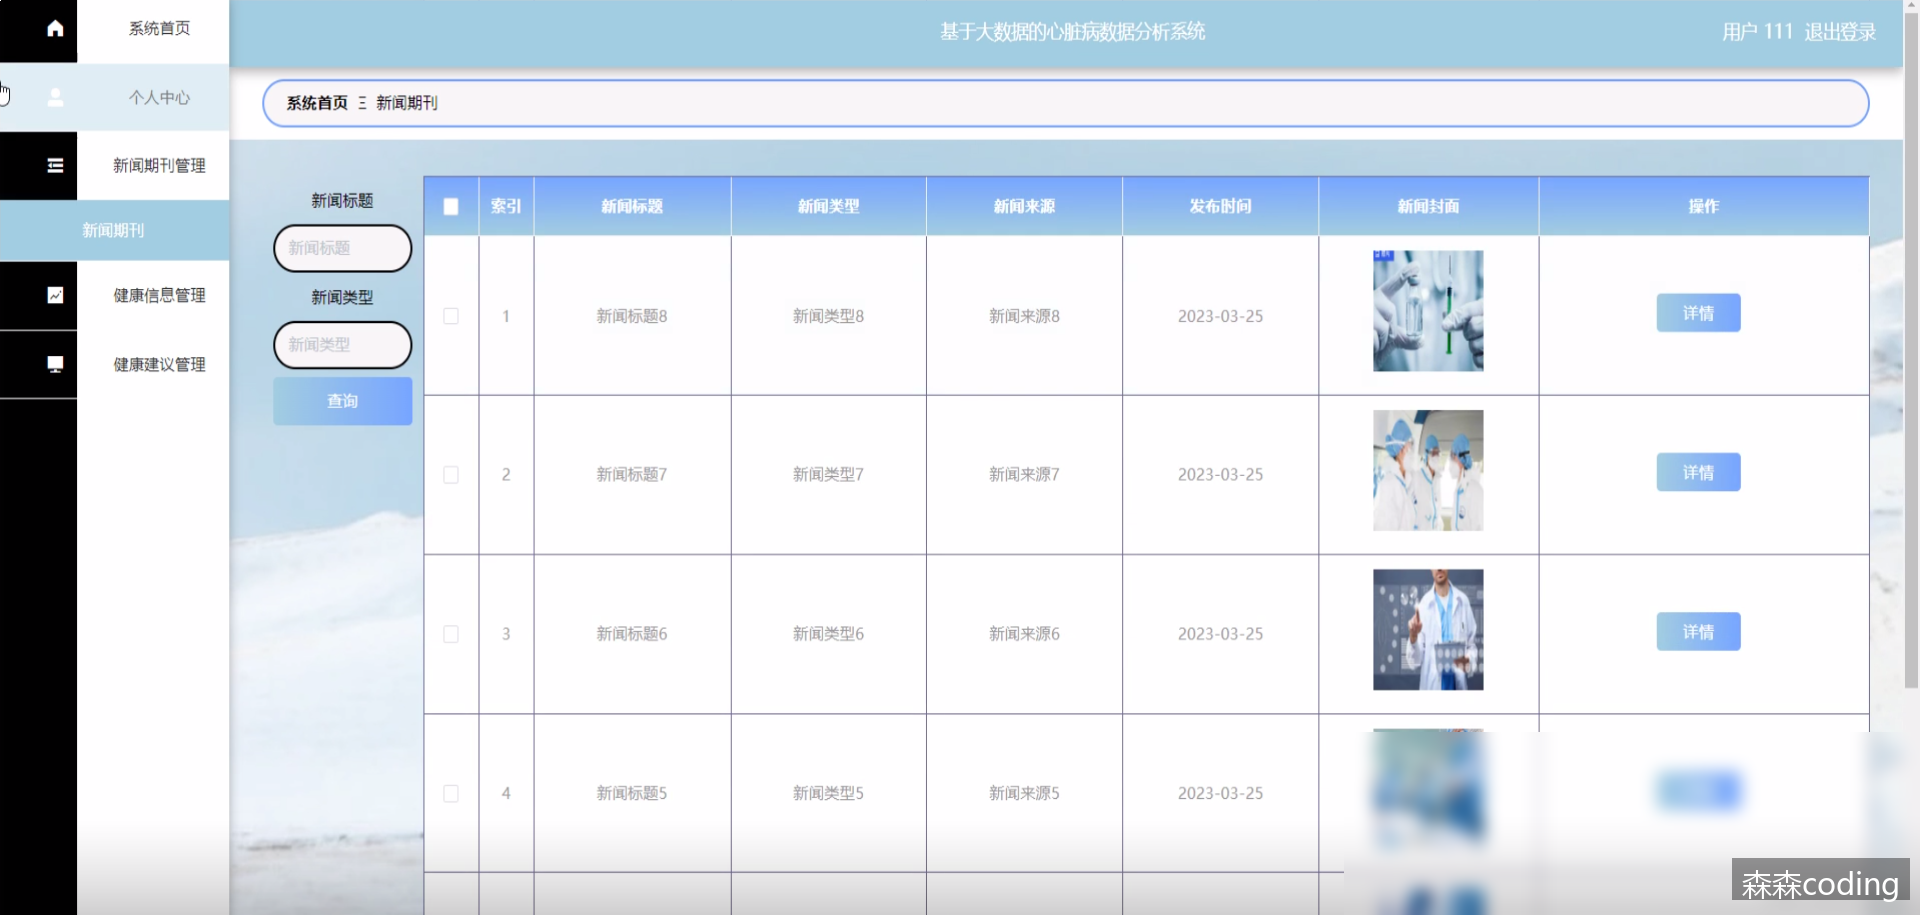 系统首页
个人中心
新闻期刊管理
新闻期刊
健康信息管理
健康建议管理
基于大数据的心脏病数据分析系统
用户 111 退出登录
系统首页 Ξ 新闻期刊
新闻标题
新闻标题
新闻类型
新闻类型
查询
索引 新闻标题 新闻类型 新闻来源 发布时间 新闻封面 操作
1 新闻标题8 新闻类型8 新闻来源8 2023-03-25 详情
2 新闻标题7 新闻类型7 新闻来源7 2023-03-25 详情
3 新闻标题6 新闻类型6 新闻来源6 2023-03-25 详情
4 新闻标题5 新闻类型5 新闻来源5 2023-03-25
森森coding